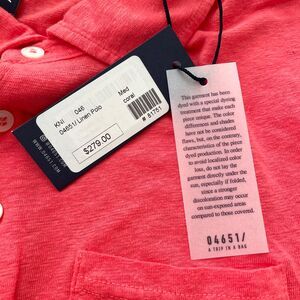 KNI 046
04651/ Linen Polo
Med
coral
# 81751
$279.00
This garment has been
dyed with a special dyeing
treatment that make each
piece unique. The color
differences and shades
have not be considered
flaws, but, on the contrary,
characteristics of the piece
dyed production. In order
to avoid localized color
loss, do not lay the
garment directly under the
sun, especially if folded,
since a stronger
discoloration may occur
on sun-exposed areas
compared to those covered.
04651/
A TRIP IN A BAG